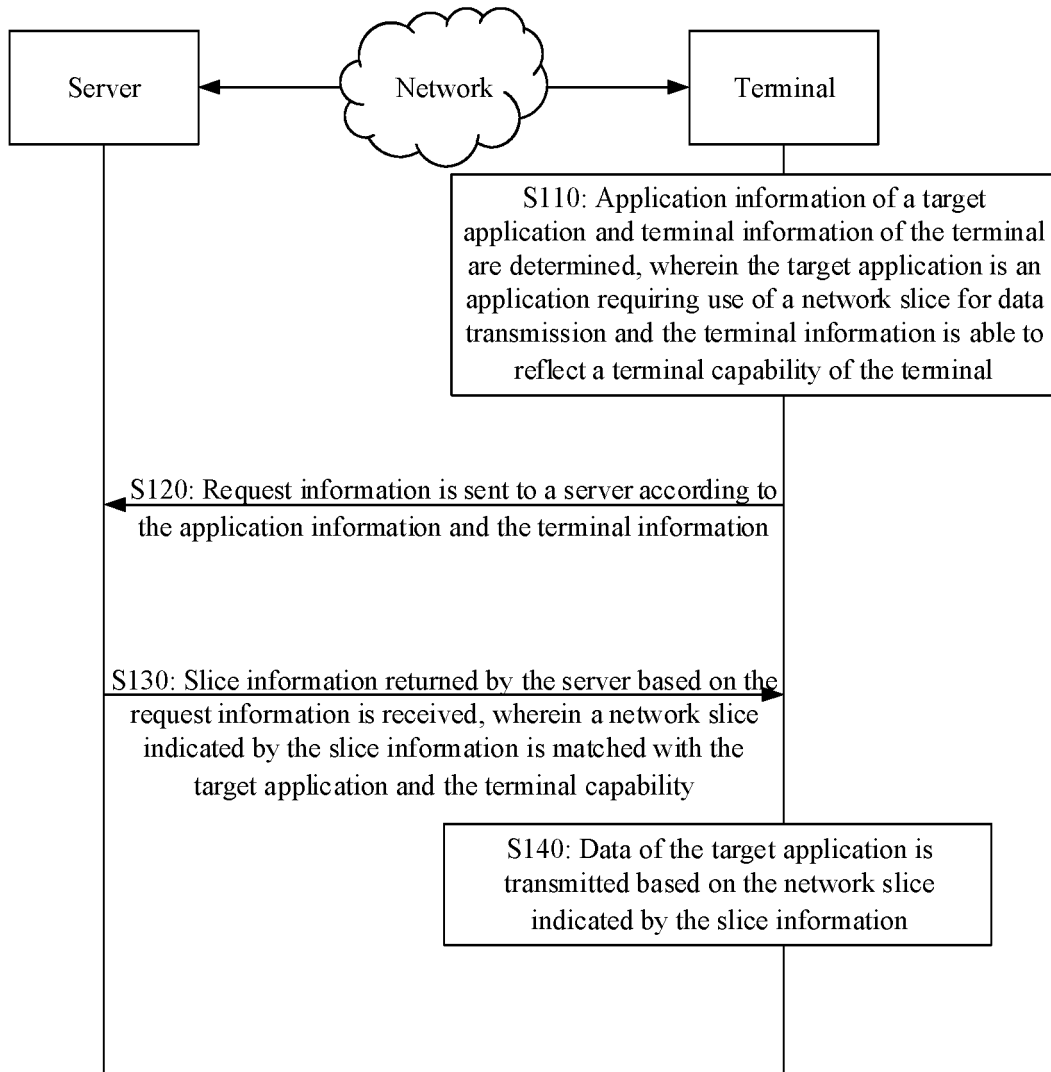 Server
Network
Terminal
S110: Application information of a target
application and terminal information of the terminal
are determined, wherein the target application is an
application requiring use of a network slice for data
transmission and the terminal information is able to
reflect a terminal capability of the terminal
S120: Request information is sent to a server according to
the application information and the terminal information
S130: Slice information returned by the server based on the
request information is received, wherein a network slice
indicated by the slice information is matched with the
target application and the terminal capability
S140: Data of the target application is
transmitted based on the network slice
indicated by the slice information